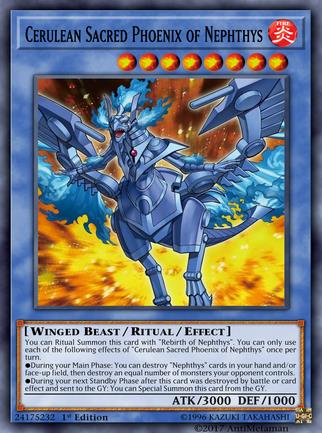 Cerulean Sacred Phoenix of Nephthys
FIRE
炎
[Winged Beast / Ritual / Effect]
You can Ritual Summon this card with "Rebirth of Nephthys". You can only use
each of the following effects of "Cerulean Sacred Phoenix of Nephthys" once per
turn.
●During your Main Phase: You can destroy "Nephthys" cards in your hand and/or
face-up field, then destroy an equal number of monsters your opponent controls.
●During your next Standby Phase after this card was destroyed by battle or card
effect and sent to the GY: You can Special Summon this card from the GY.
ATK/3000 DEF/1000
24175232 1st Edition ©1996 KAZUKI TAKAHASHI
©2017 AntiMetaman